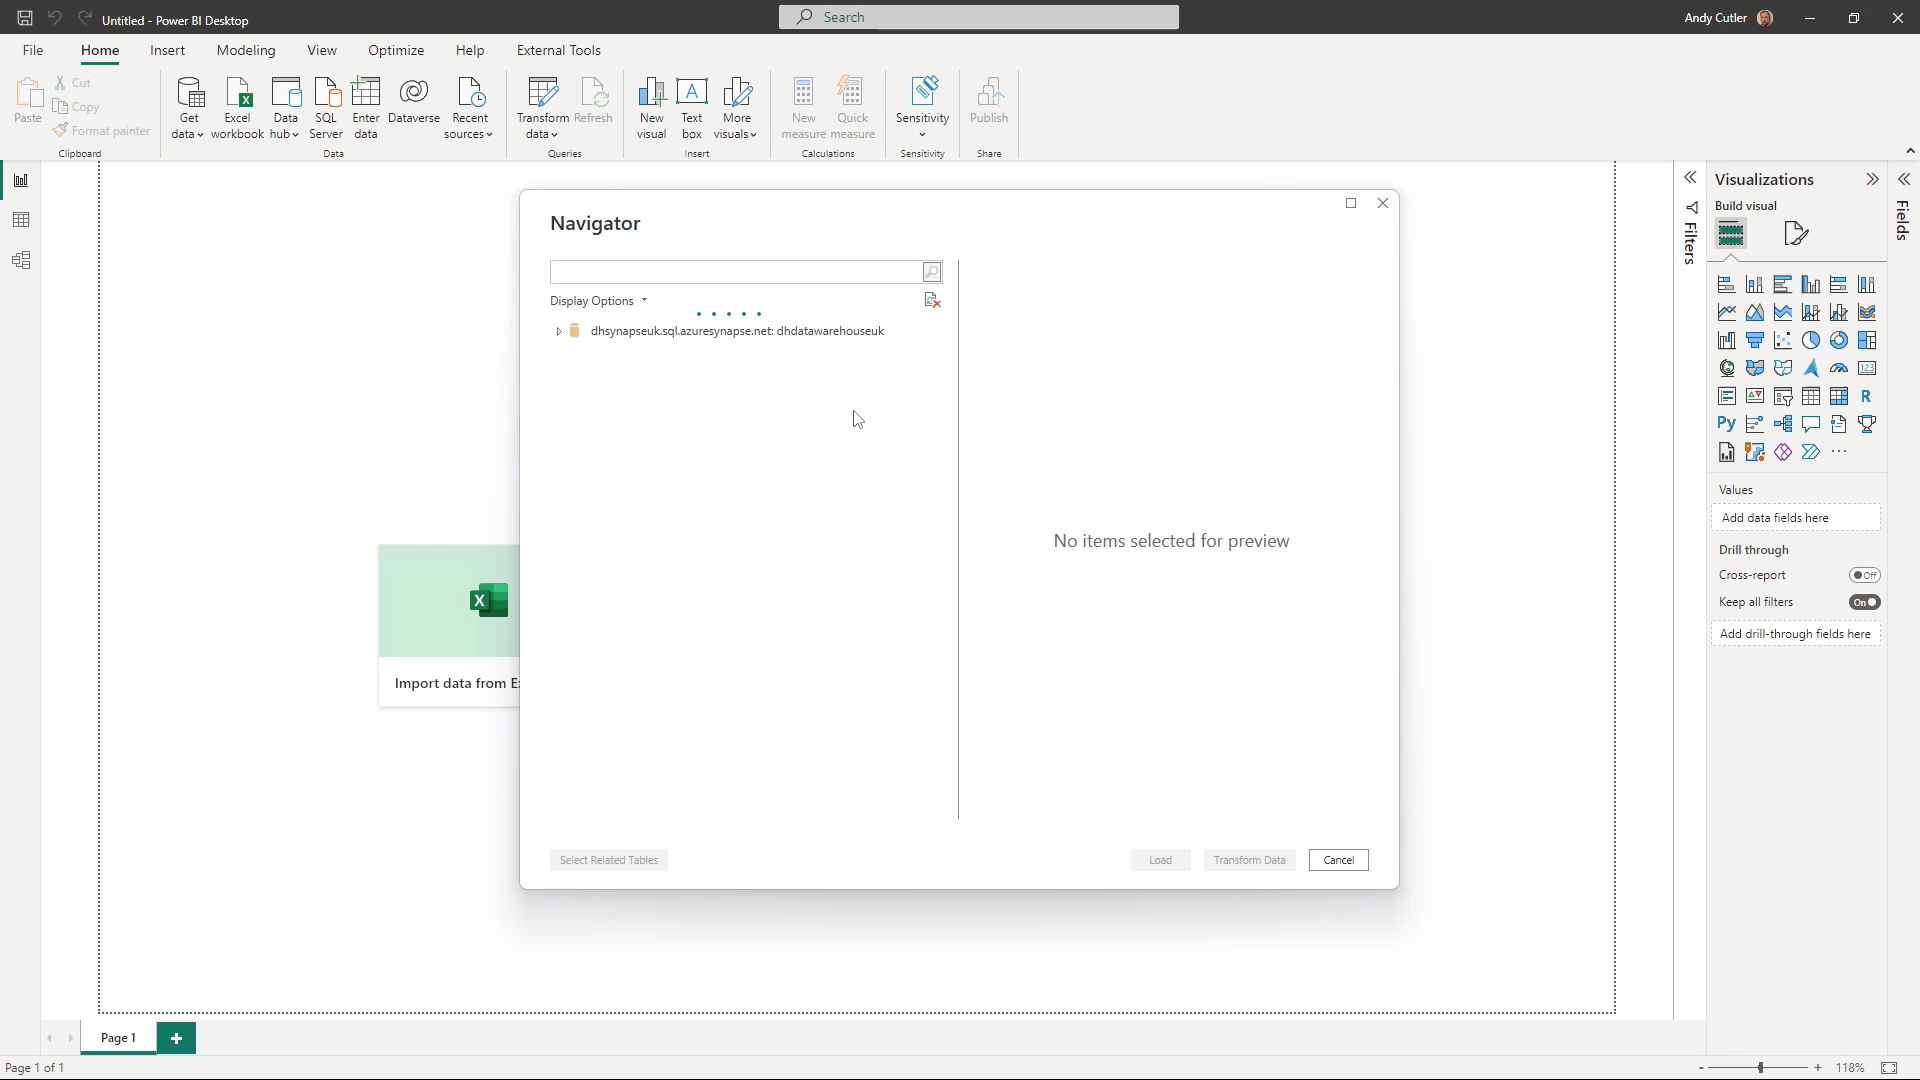 Untitled - Power BI Desktop
Search
Andy Cutler
File
Home
Insert
Modeling
View
Optimize
Help
External Tools
Paste
Cut
Copy
Format painter
Clipboard
Get data
Excel workbook
Data hub
SQL Server
Enter data
Dataverse
Recent sources
Data
Transform data
Refresh
Queries
New visual
Text box
More visuals
Insert
New measure
Quick measure
Calculations
Sensitivity
Sensitivity
Publish
Share
Navigator
Display Options
dhsynapseuk.sql.azuresynapse.net: dhdatawarehouseuk
No items selected for preview
Select Related Tables
Load
Transform Data
Cancel
Import data from E
Filters
Visualizations
Build visual
123
R
Py
Values
Add data fields here
Drill through
Cross-report
Off
Keep all filters
On
Add drill-through fields here
Fields
Page 1
Page 1 of 1
- + 118%